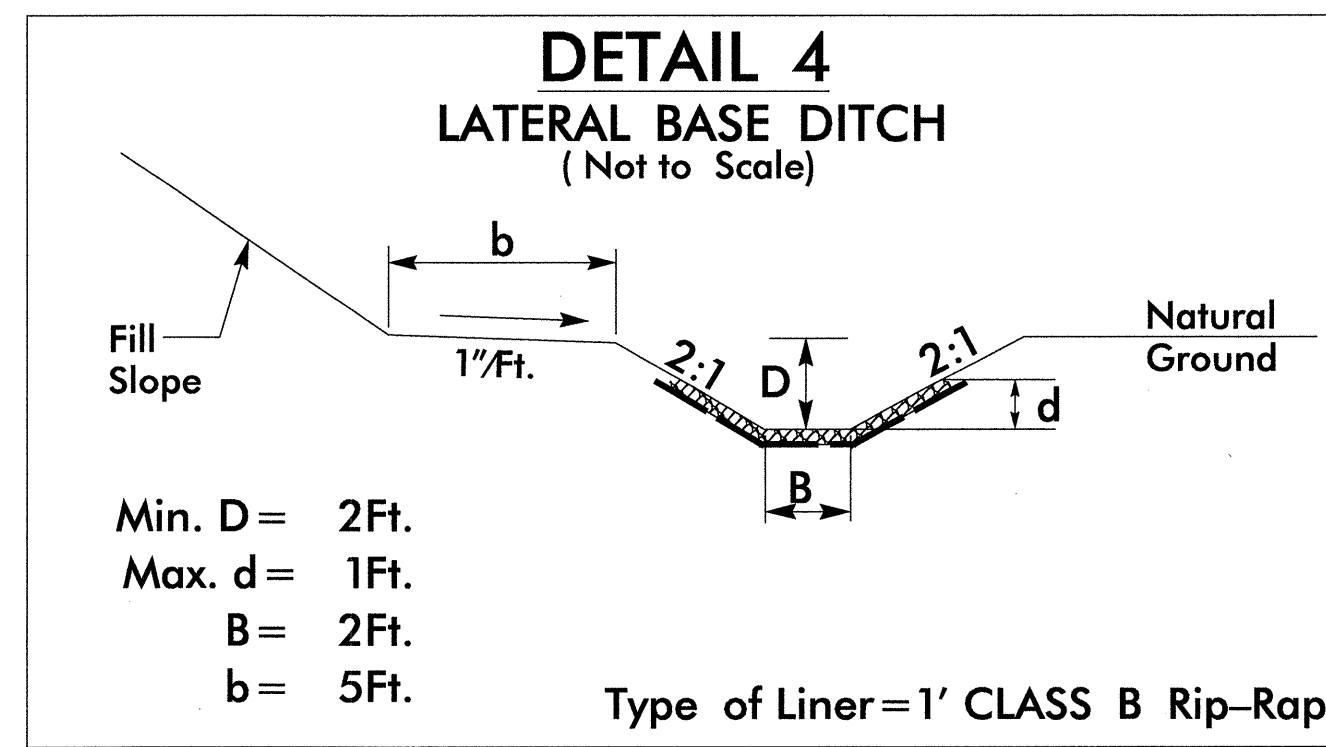 DETAIL 4
LATERAL BASE DITCH
( Not to Scale)
b
Fill
Slope
1"/Ft.
2:1
D
2:1
d
Natural
Ground
B
Min. D = 2Ft.
Max. d = 1Ft.
B = 2Ft.
b = 5Ft.
Type of Liner = 1' CLASS B Rip–Rap